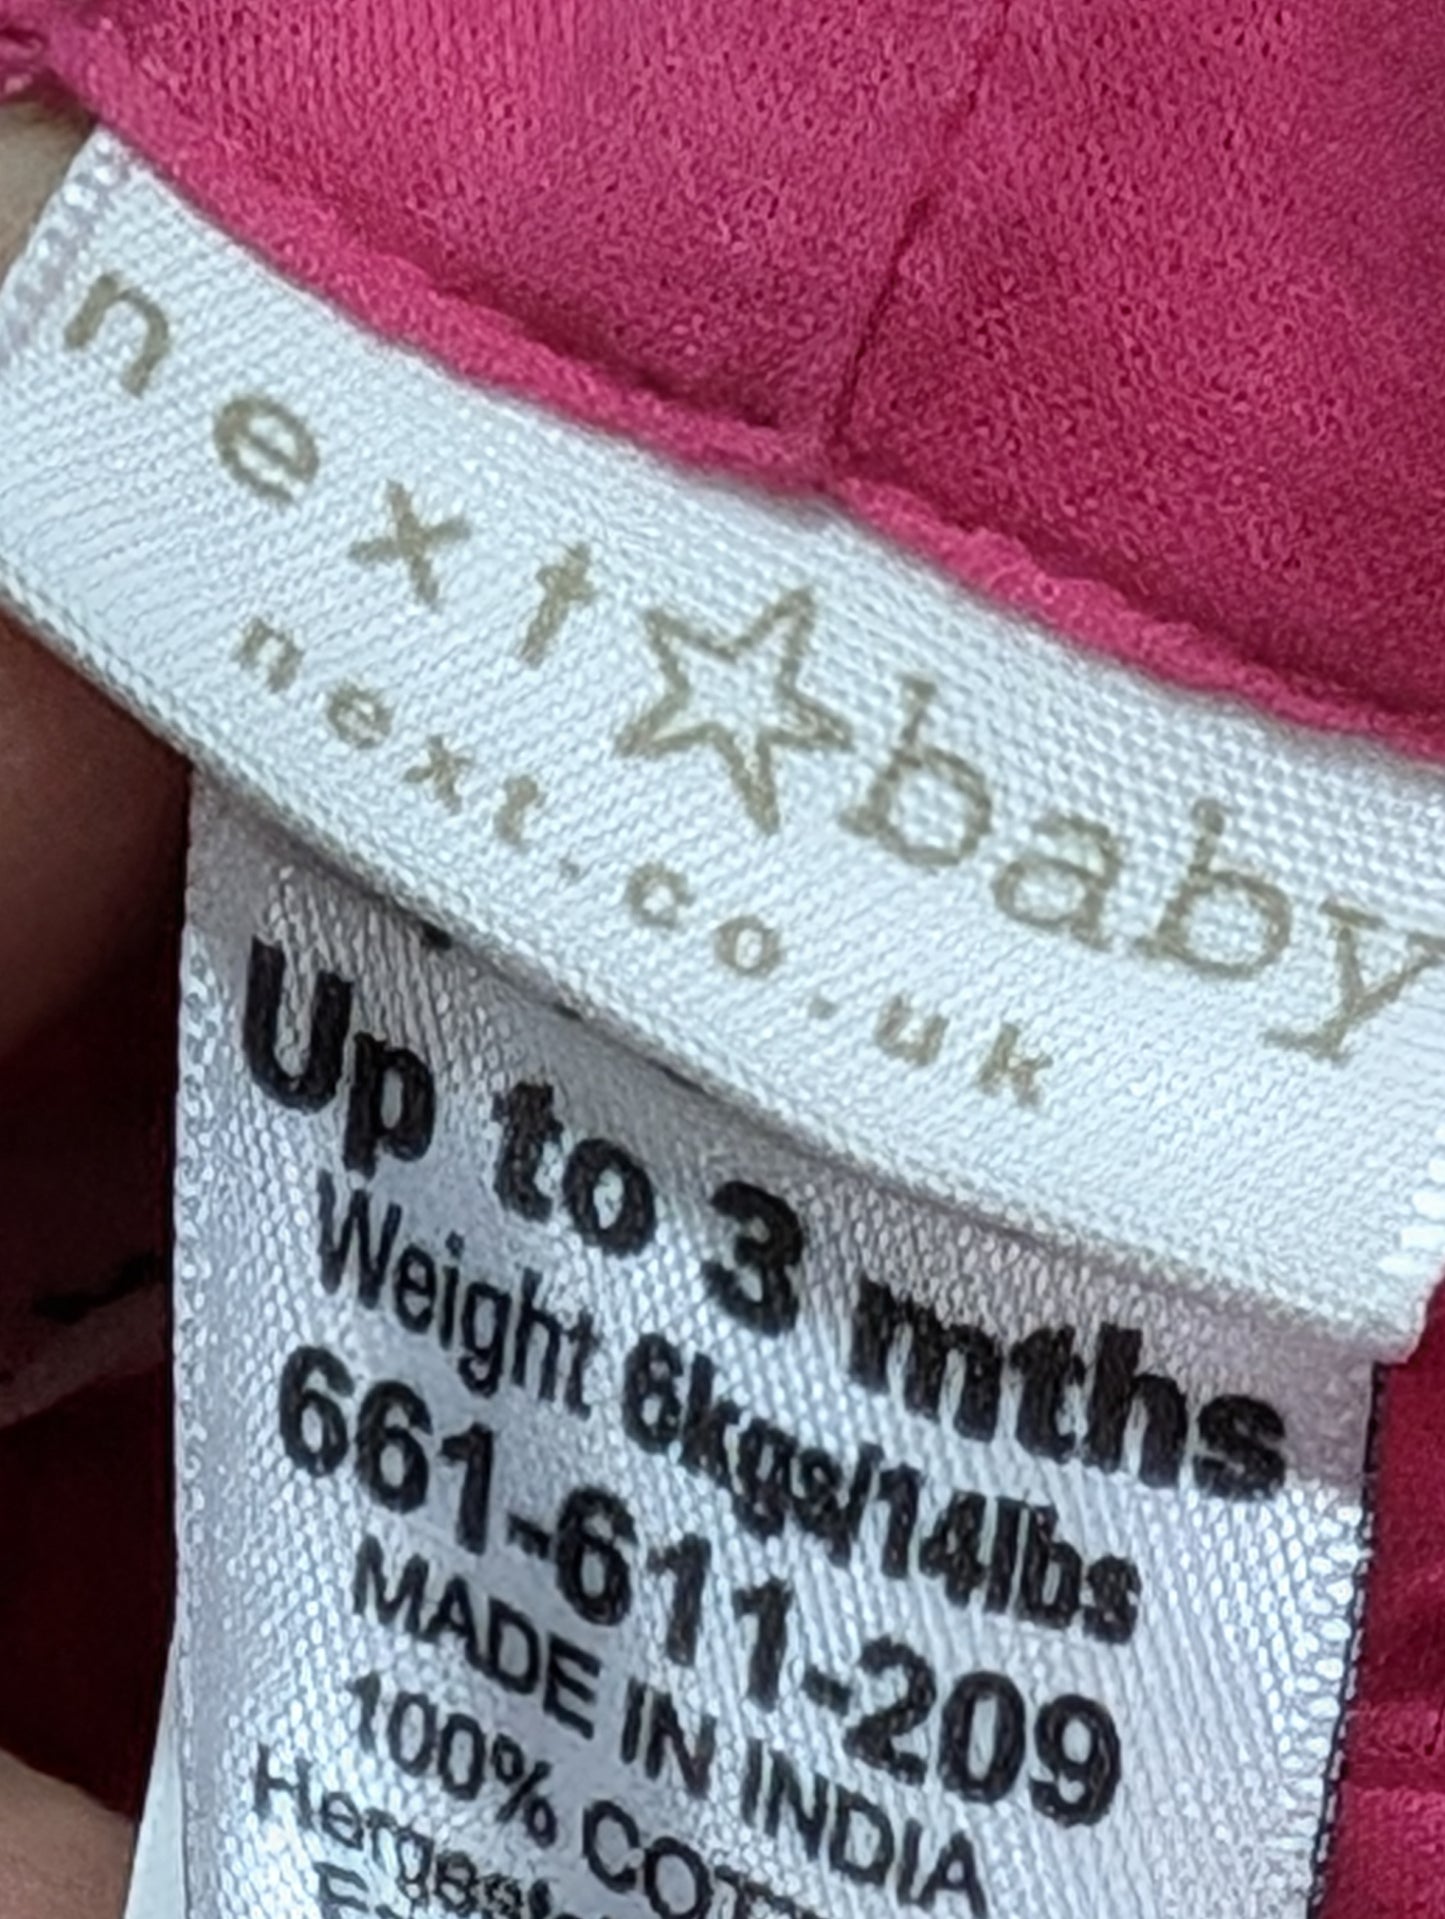 next☆baby
next.co.uk
Up to 3 mths
Weight 6kgs/14lbs
661-611-209
MADE IN INDIA
100%